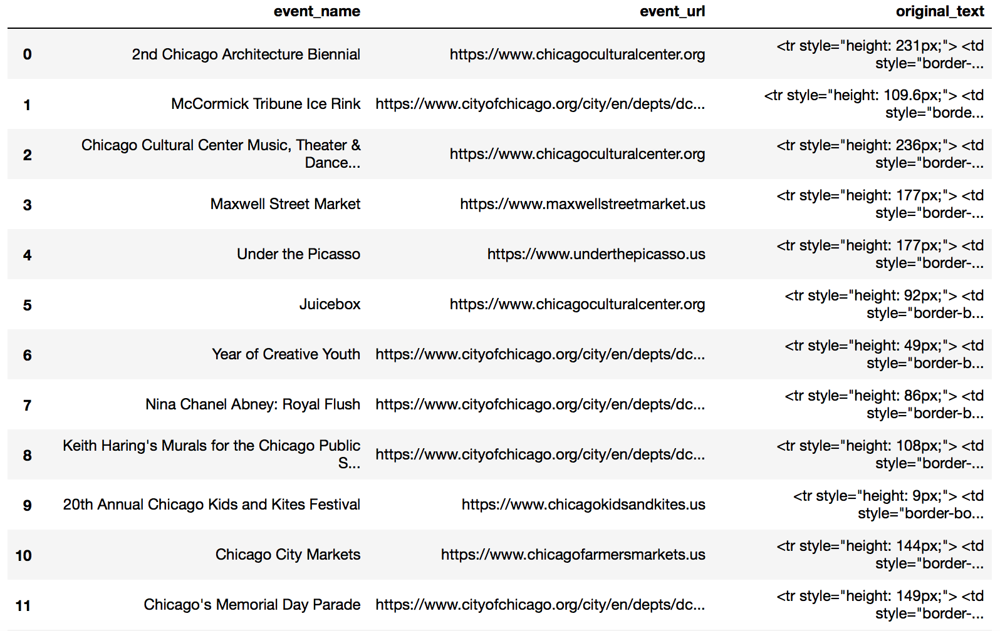 event_name event_url original_text
0 2nd Chicago Architecture Biennial https://www.chicagoculturalcenter.org <tr style="height: 231px;"> <td
style="border-...
1 McCormick Tribune Ice Rink https://www.cityofchicago.org/city/en/depts/dc... <tr style="height: 109.6px;"> <td
style="borde...
2 Chicago Cultural Center Music, Theater &
Dance... https://www.chicagoculturalcenter.org <tr style="height: 236px;"> <td
style="border-...
3 Maxwell Street Market https://www.maxwellstreetmarket.us <tr style="height: 177px;"> <td
style="border-...
4 Under the Picasso https://www.underthepicasso.us <tr style="height: 177px;"> <td
style="border-...
5 Juicebox https://www.chicagoculturalcenter.org <tr style="height: 92px;"> <td
style="border-b...
6 Year of Creative Youth https://www.cityofchicago.org/city/en/depts/dc... <tr style="height: 49px;"> <td
style="border-b...
7 Nina Chanel Abney: Royal Flush https://www.cityofchicago.org/city/en/depts/dc... <tr style="height: 86px;"> <td
style="border-b...
8 Keith Haring's Murals for the Chicago Public
S... https://www.cityofchicago.org/city/en/depts/dc... <tr style="height: 108px;"> <td
style="border-...
9 20th Annual Chicago Kids and Kites Festival https://www.chicagokidsandkites.us <tr style="height: 9px;"> <td
style="border-bo...
10 Chicago City Markets https://www.chicagofarmersmarkets.us <tr style="height: 144px;"> <td
style="border-...
11 Chicago's Memorial Day Parade https://www.cityofchicago.org/city/en/depts/dc... <tr style="height: 149px;"> <td
style="border-...